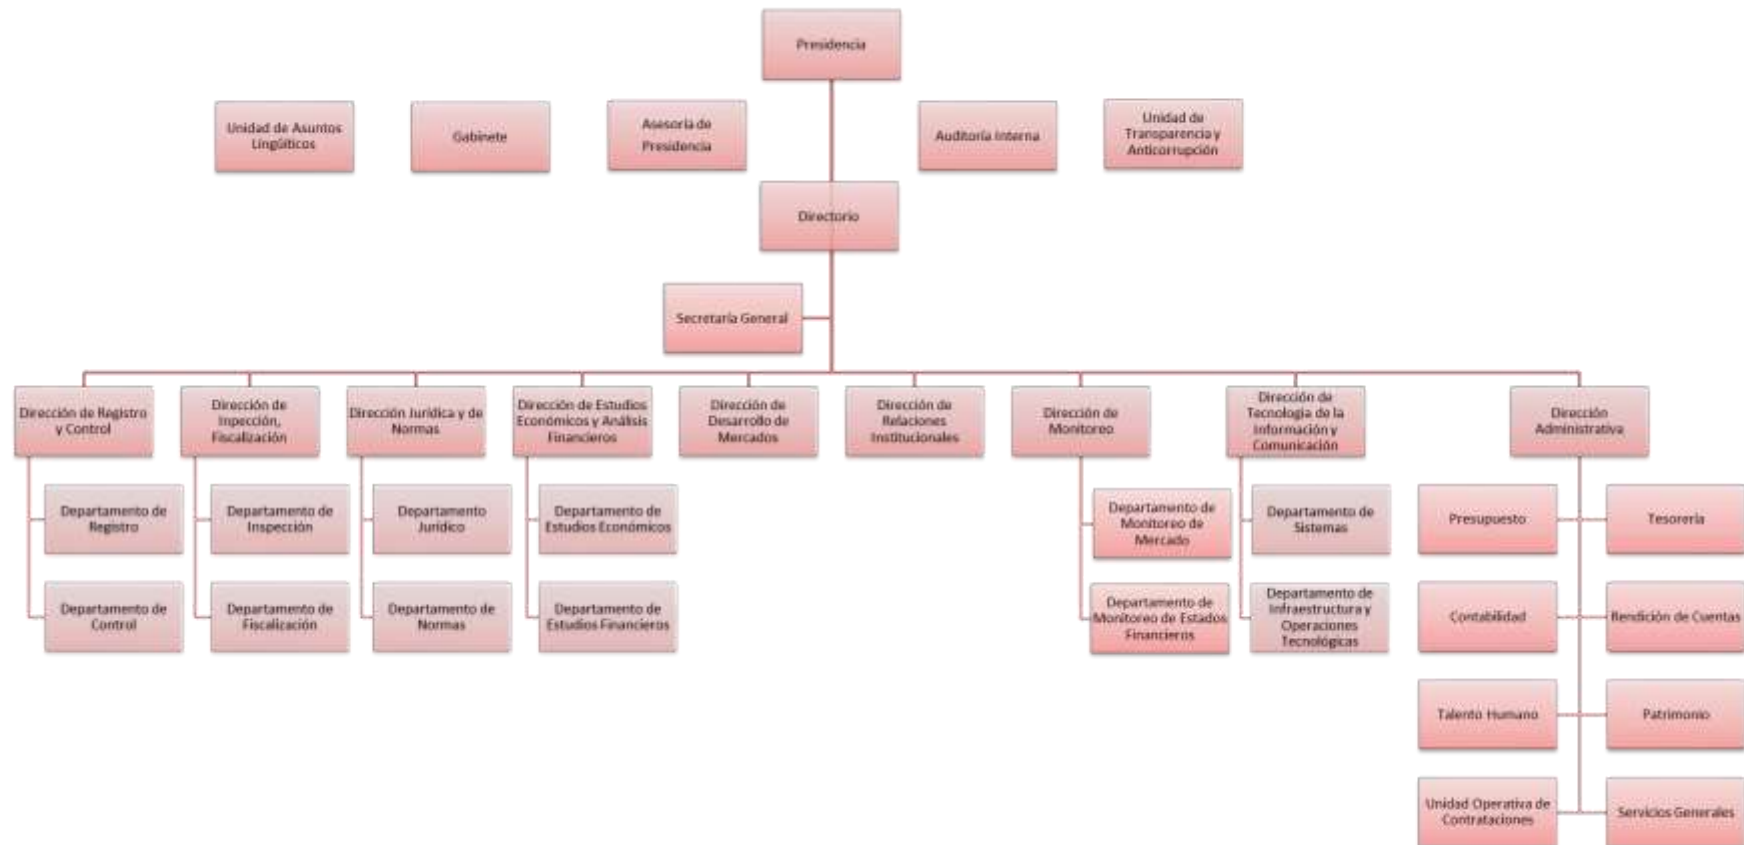 Presidencia
Unidad de Asuntos
Lingüíticos
Gabinete
Asesoría de
Presidencia
Auditoría Interna
Unidad de
Transparencia y
Anticorrupción
Directorio
Secretaría General
Dirección de Registro
y Control
Dirección de
Inpección,
Fiscalización
Dirección Jurídica y de
Normas
Dirección de Estudios
Económicos y Análisis
Financieros
Dirección de
Desarrollo de
Mercados
Dirección de
Relaciones
Institucionales
Dirección de
Monitoreo
Dirección de
Tecnologia de la
Información y
Comunicación
Dirección
Administrativa
Departamento de
Registro
Departamento de
Inspección
Departamento
Jurídico
Departamento de
Estudios Económicos
Departamento de
Monitoreo de
Mercado
Departamento de
Sistemas
Presupuesto
Tesorería
Departamento de
Control
Departamento de
Fiscalización
Departamento de
Normas
Departamento de
Estudios Financieros
Departamento de
Monitoreo de Estados
Financieros
Departamento de
Infraestructura y
Operaciones
Tecnológicas
Contabilidad
Rendición de Cuentas
Talento Humano
Patrimonio
Unidad Operativa de
Contrataciones
Servicios Generales